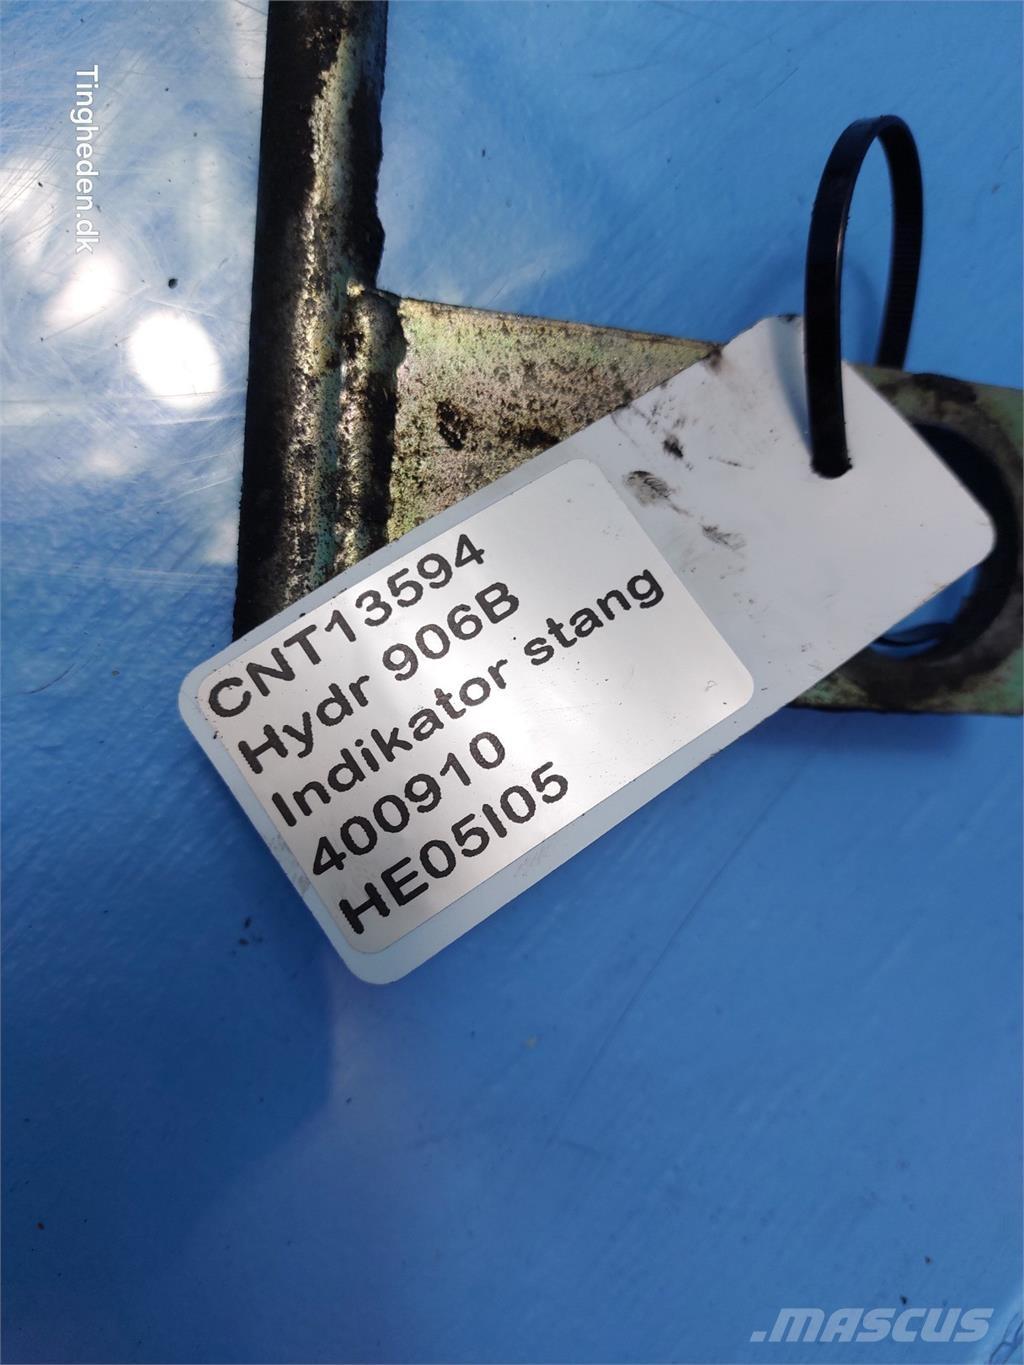 Tingheden.dk
CNT13594
Hydr 906B
Indikator stang
400910
HE05I05
.MASCUS